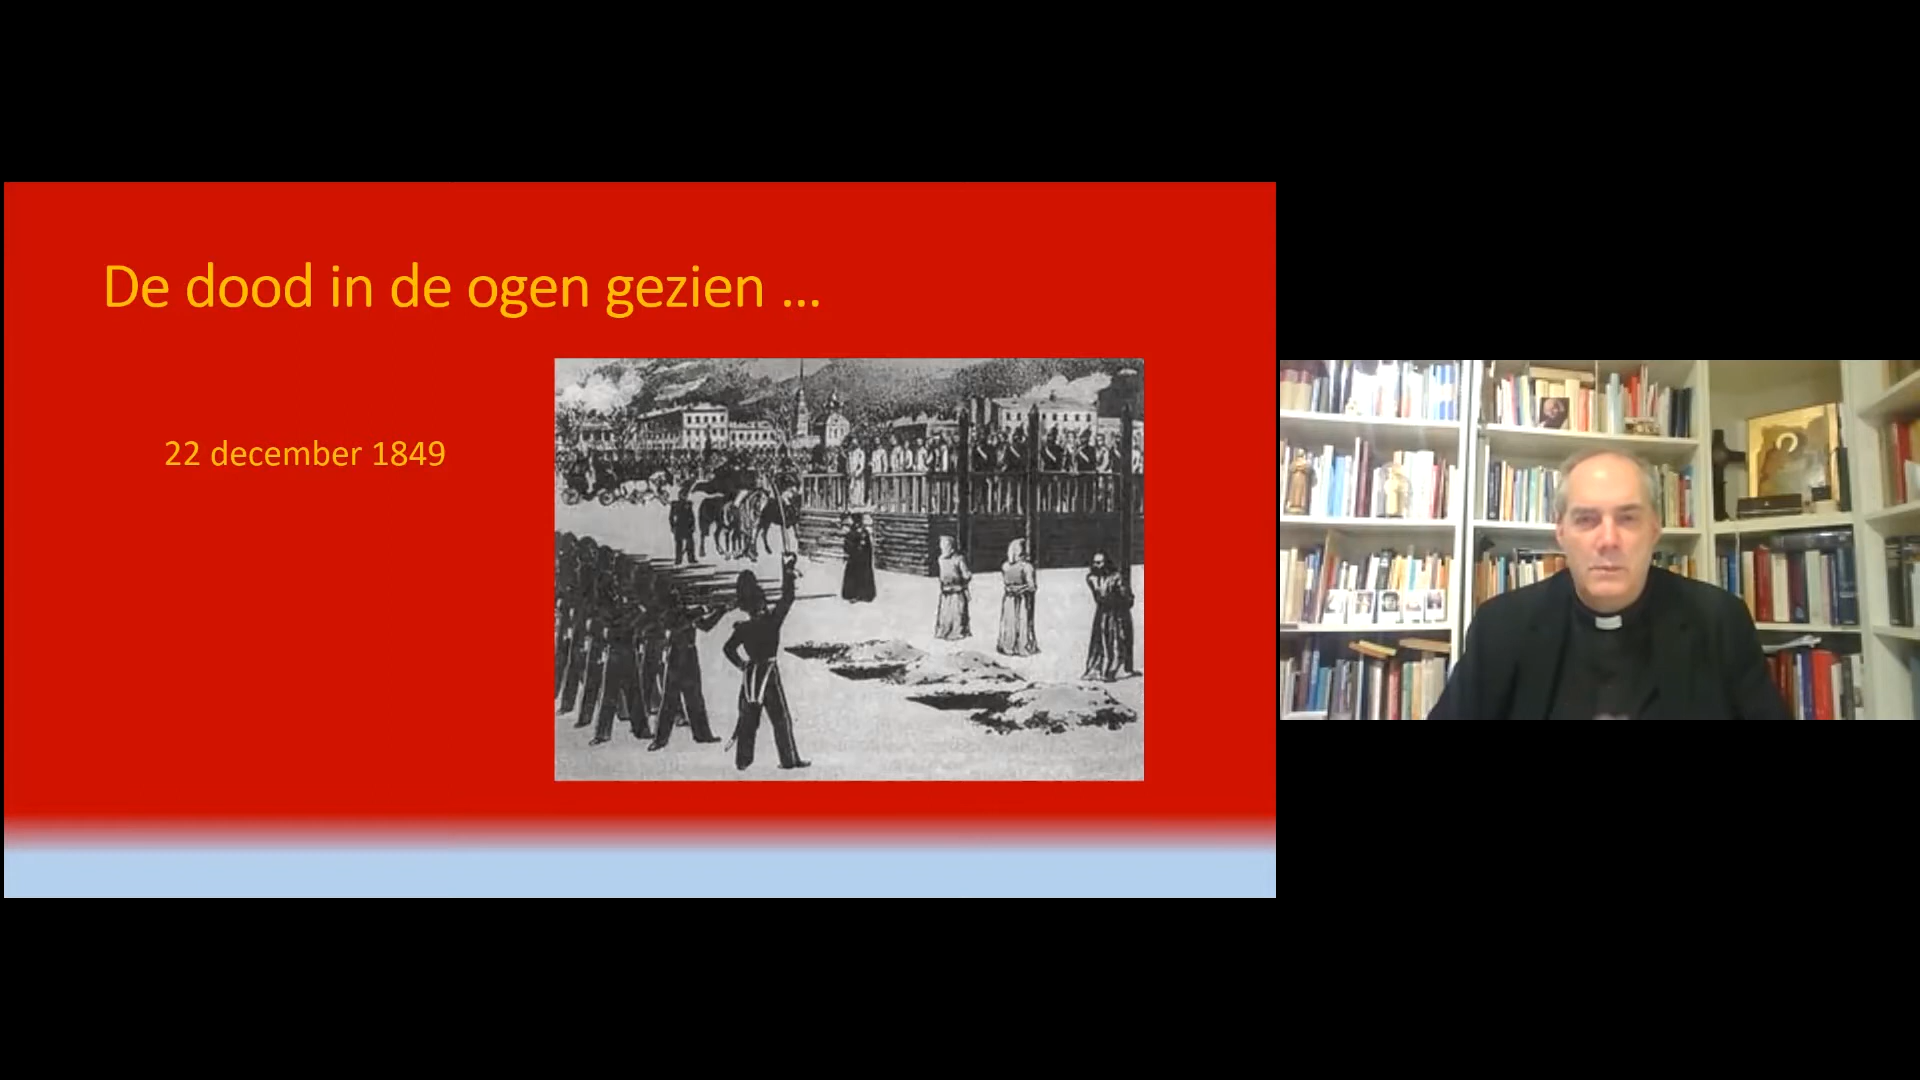 De dood in de ogen gezien ...
22 december 1849